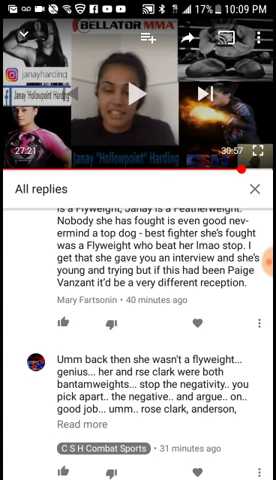 17% 10:09 PM
BELLATOR MMA
janayharding
Janay "Hollowpoint" Harding
27:21
Janay "Hollowpoint" Harding
30:57
All replies
is a Flyweight, Janay is a Featherweight.
Nobody she has fought is even good nev-
ermind a top dog - best fighter she's fought
was a Flyweight who beat her lmao stop. I
get that she gave you an interview and she's
young and trying but if this had been Paige
Vanzant it'd be a very different reception.
Mary Fartsonin • 40 minutes ago
Umm back then she wasn't a flyweight...
genius... her and rse clark were both
bantamweights... stop the negativity.. you
pick apart.. the negative.. and argue.. on..
good job... umm.. rose clark, anderson,
Read more
C S H Combat Sports • 31 minutes ago